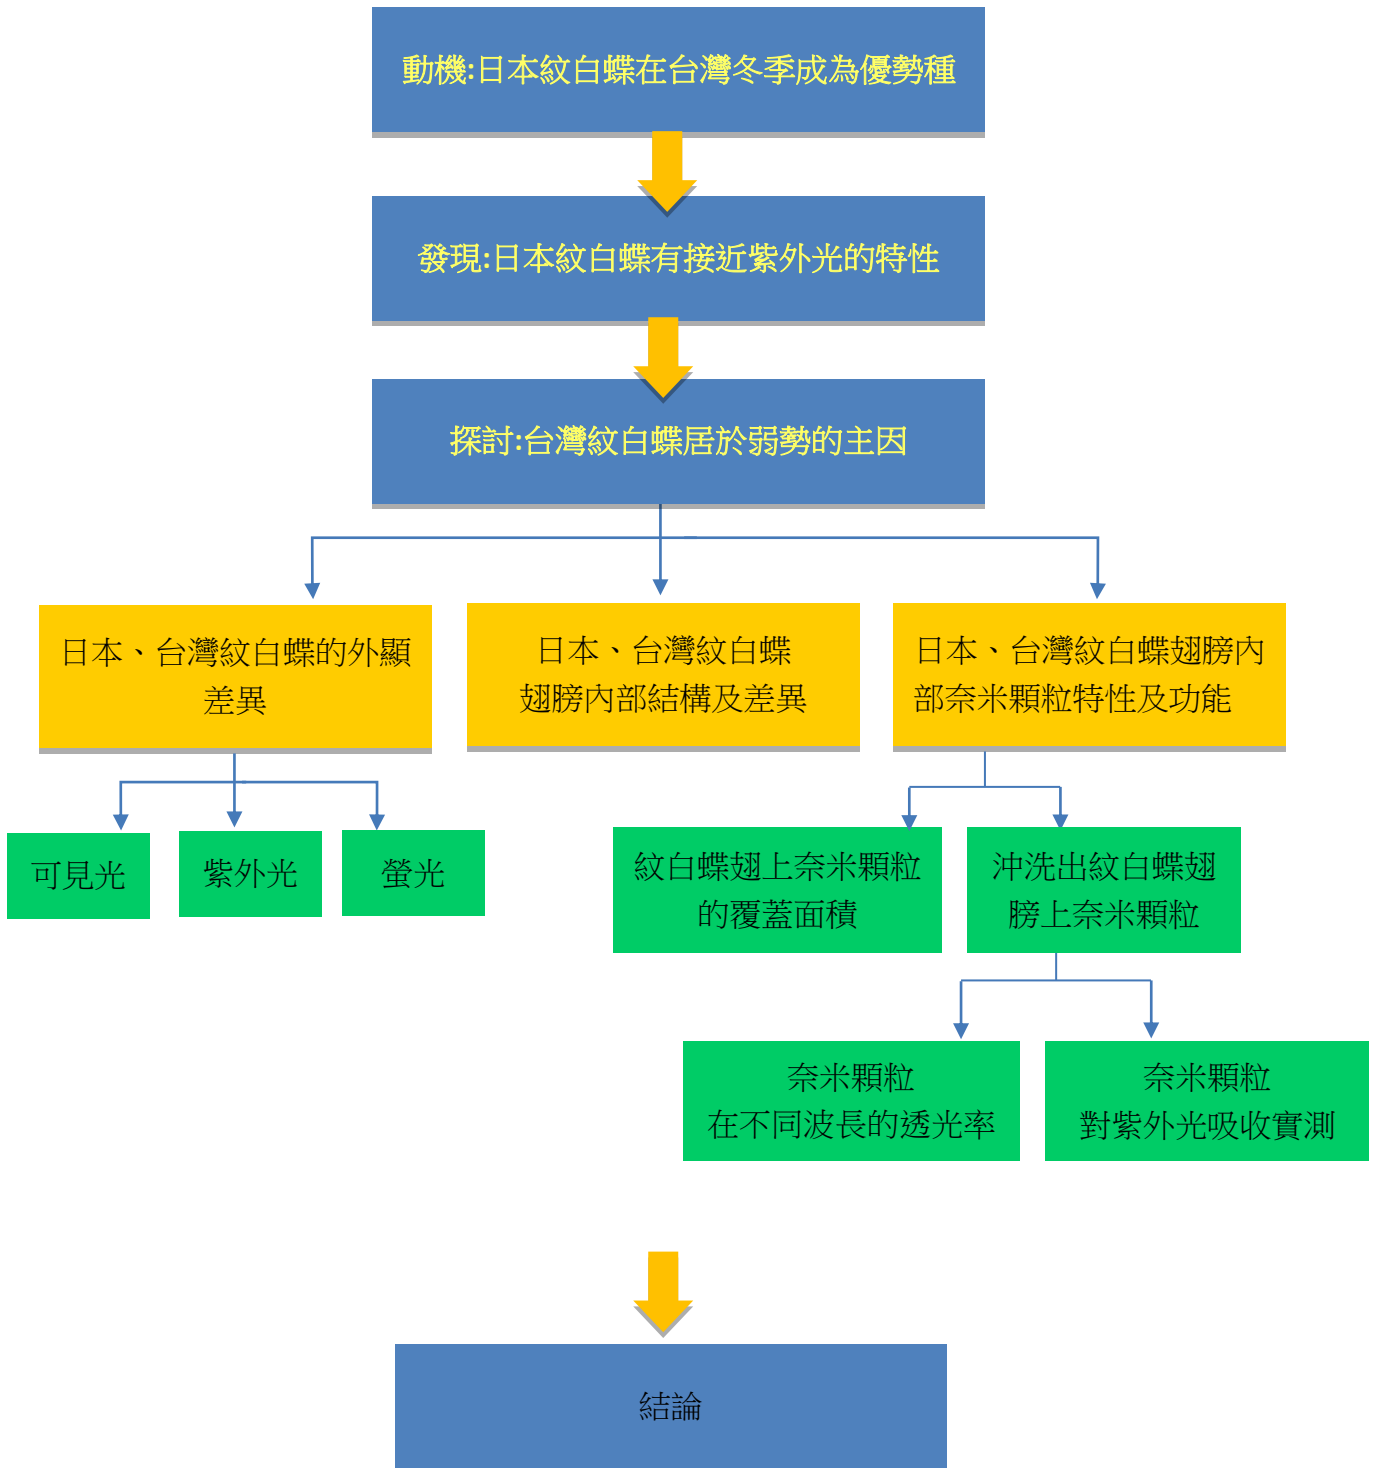 動機:日本紋白蝶在台灣冬季成為優勢種
發現:日本紋白蝶有接近紫外光的特性
探討:台灣紋白蝶居於弱勢的主因
日本、台灣紋白蝶的外顯
差異
日本、台灣紋白蝶
翅膀內部結構及差異
日本、台灣紋白蝶翅膀內
部奈米顆粒特性及功能
可見光
紫外光
螢光
紋白蝶翅上奈米顆粒
的覆蓋面積
沖洗出紋白蝶翅
膀上奈米顆粒
奈米顆粒
在不同波長的透光率
奈米顆粒
對紫外光吸收實測
結論